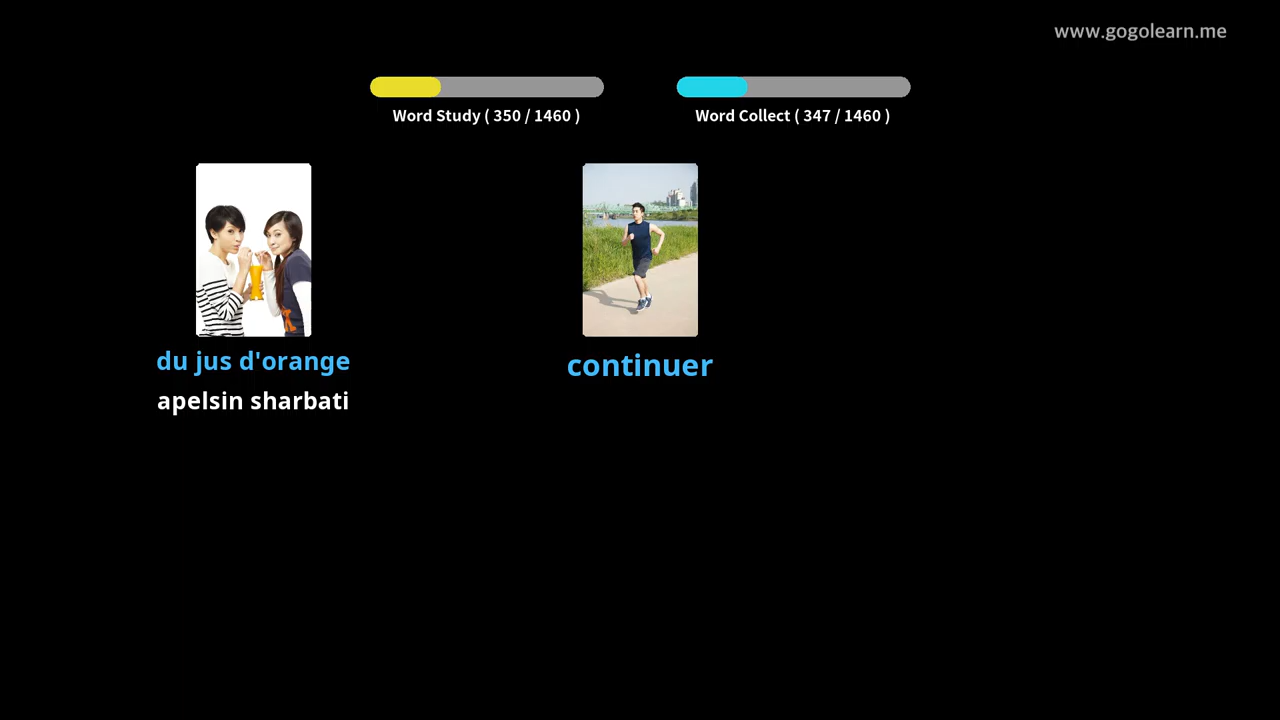 www.gogolearn.me
Word Study ( 350 / 1460 )
Word Collect ( 347 / 1460 )
du jus d'orange
apelsin sharbati
continuer